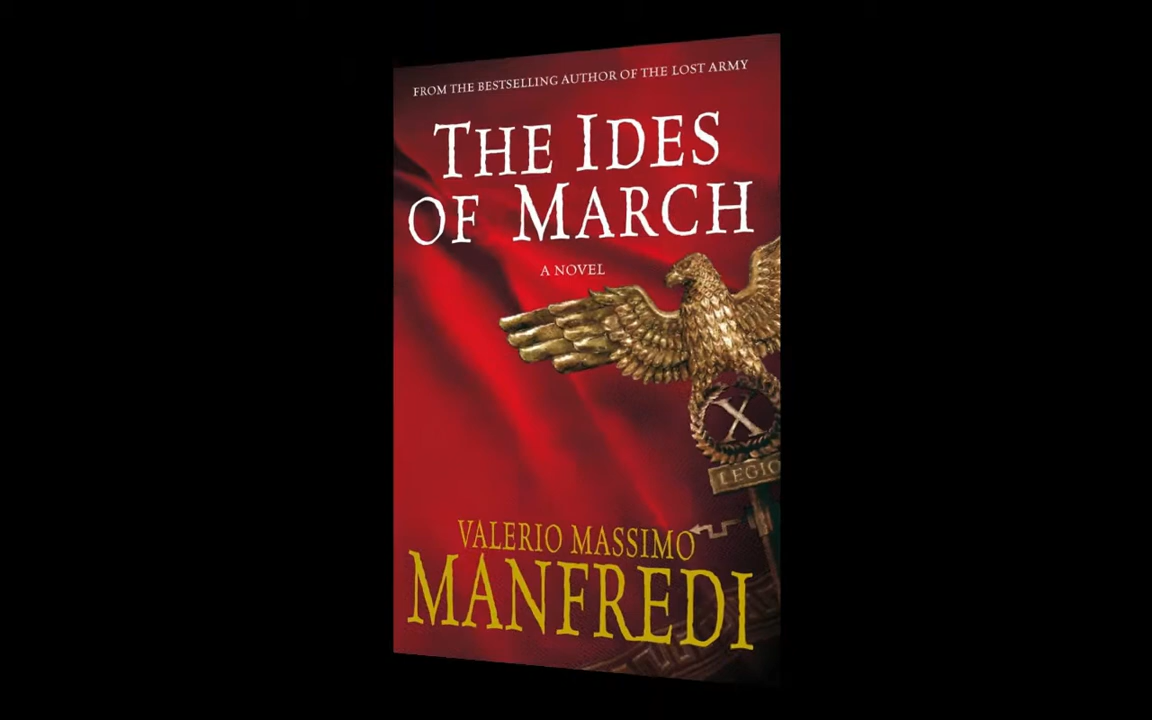 FROM THE BESTSELLING AUTHOR OF THE LOST ARMY
THE IDES
OF MARCH
A NOVEL
X
LEGIO
VALERIO MASSIMO
MANFREDI